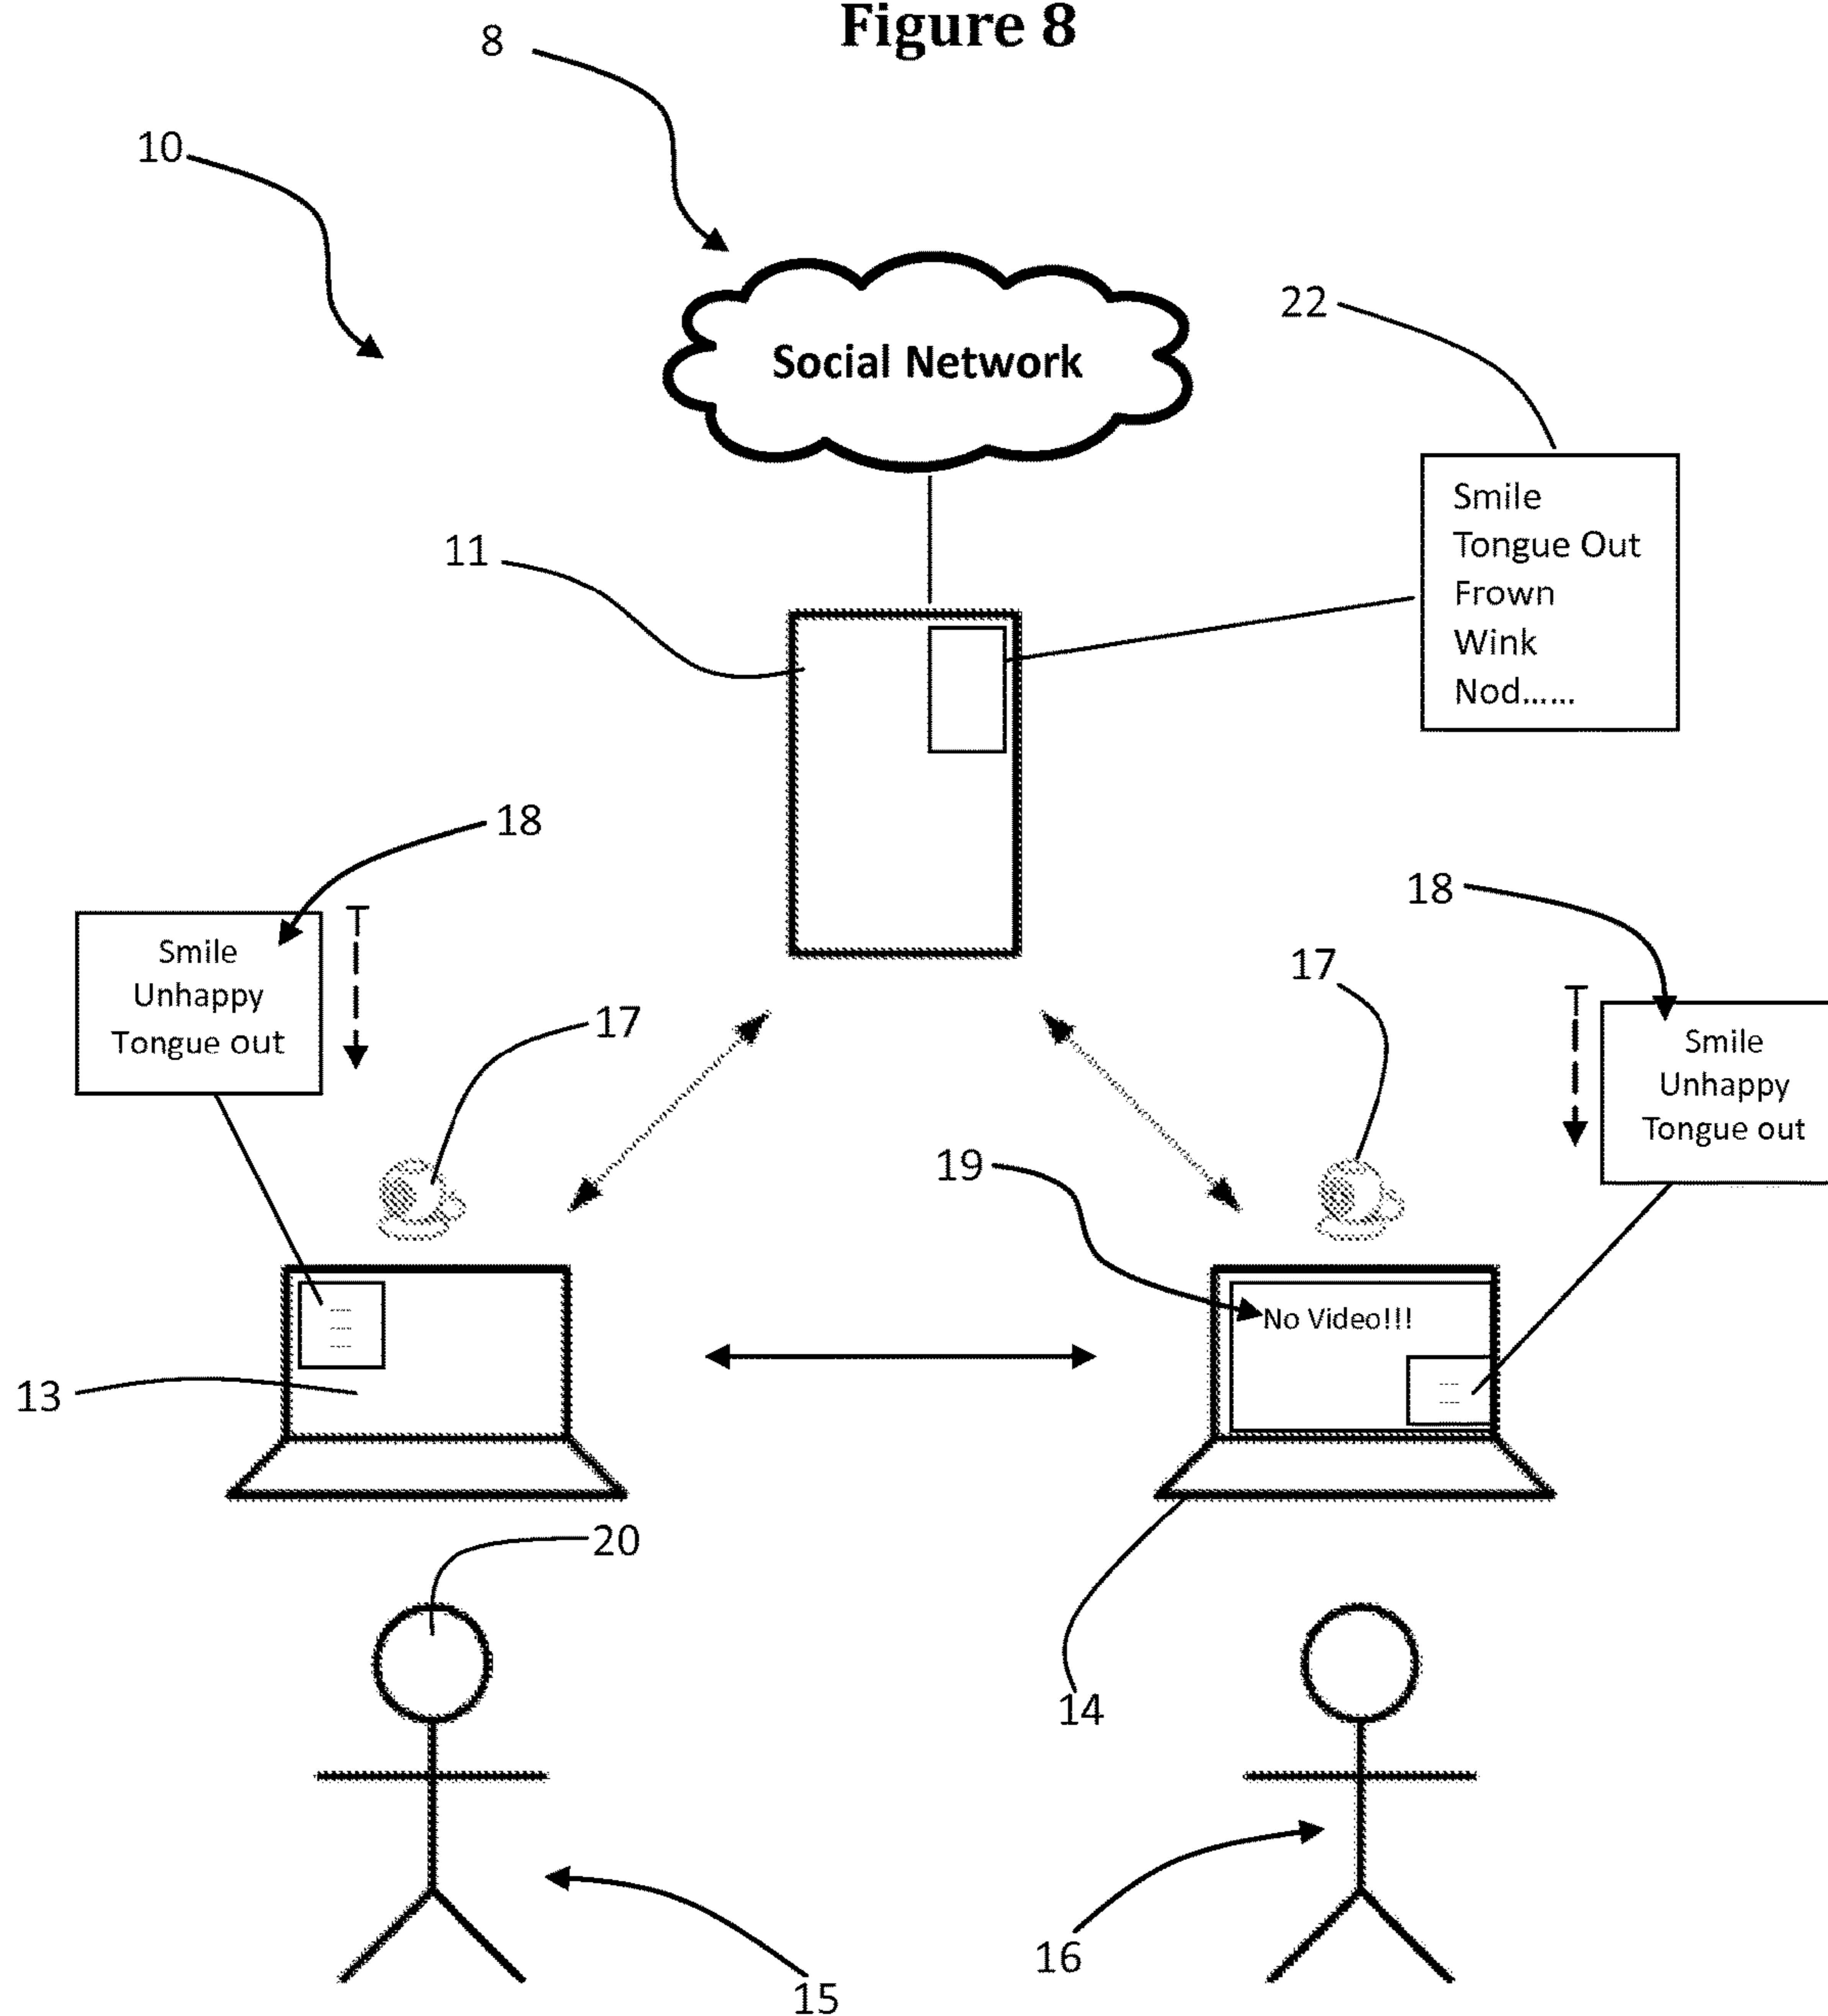 Figure 8
8
10
Social Network
22
Smile
Tongue Out
Frown
Wink
Nod......
11
18
Smile
Unhappy
Tongue out
T
17
18
T
Smile
Unhappy
Tongue out
17
19
No Video!!!
13
20
14
16
15